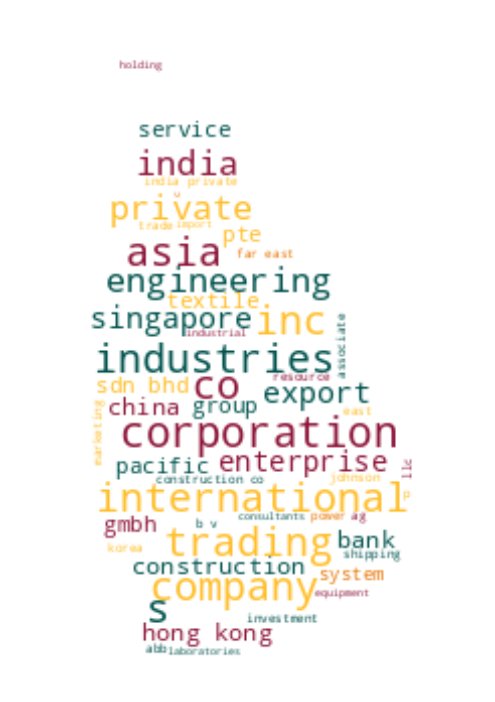 holding
service
india
india private
v
private
trade import
pte
asia
far east
engineering
textile
singapore
inc
industrial
associate
industries
resource
sdn bhd
co
export
marketing
china
group
east
corporation
pacific
enterprise
llc
construction co
johnson
international
p
gmbh
b v
consultants
power
ag
trading
bank
korea
shipping
construction
system
company
equipment
s
investment
hong kong
abb
laboratories